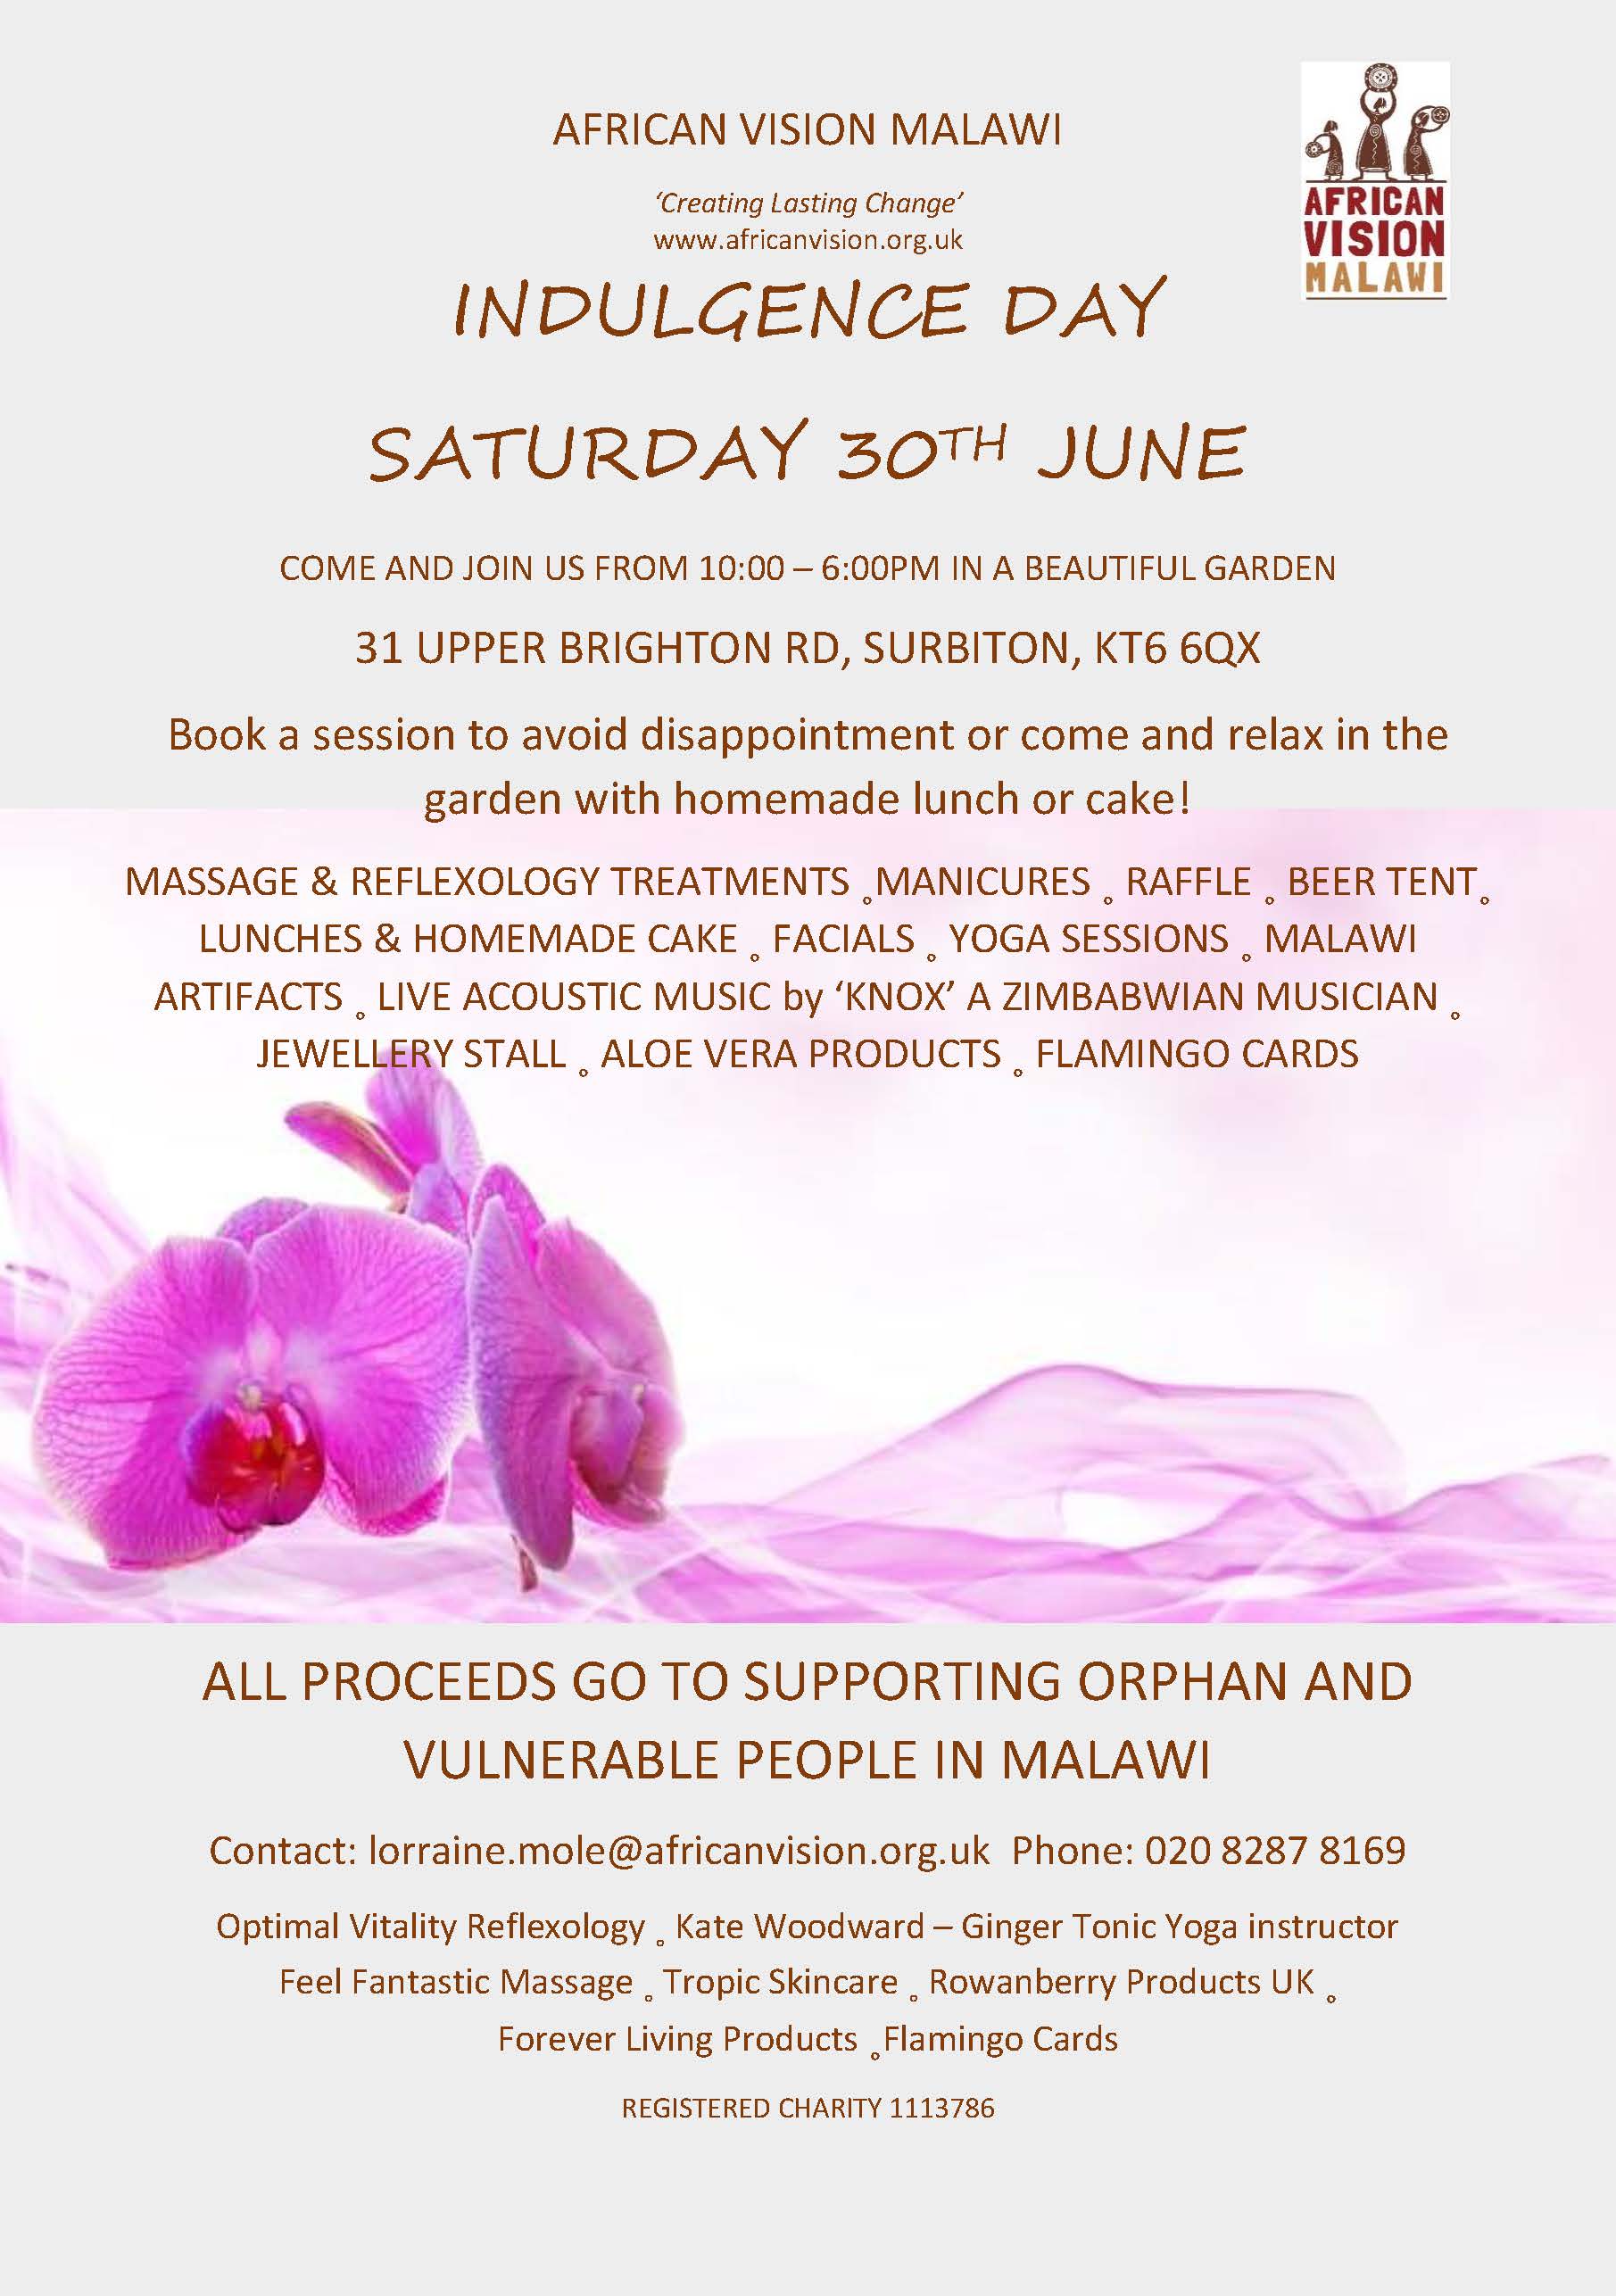 AFRICAN VISION MALAWI
‘Creating Lasting Change’
www.africanvision.org.uk
AFRICAN
VISION
MALAWI
INDULGENCE DAY
SATURDAY 30TH JUNE
COME AND JOIN US FROM 10:00 – 6:00PM IN A BEAUTIFUL GARDEN
31 UPPER BRIGHTON RD, SURBITON, KT6 6QX
Book a session to avoid disappointment or come and relax in the
garden with homemade lunch or cake!
MASSAGE & REFLEXOLOGY TREATMENTS ˳MANICURES ˳ RAFFLE ˳ BEER TENT˳
LUNCHES & HOMEMADE CAKE ˳ FACIALS ˳ YOGA SESSIONS ˳ MALAWI
ARTIFACTS ˳ LIVE ACOUSTIC MUSIC by ‘KNOX’ A ZIMBABWIAN MUSICIAN ˳
JEWELLERY STALL ˳ ALOE VERA PRODUCTS ˳ FLAMINGO CARDS
ALL PROCEEDS GO TO SUPPORTING ORPHAN AND
VULNERABLE PEOPLE IN MALAWI
Contact: lorraine.mole@africanvision.org.uk Phone: 020 8287 8169
Optimal Vitality Reflexology ˳ Kate Woodward – Ginger Tonic Yoga instructor
Feel Fantastic Massage ˳ Tropic Skincare ˳ Rowanberry Products UK ˳
Forever Living Products ˳Flamingo Cards
REGISTERED CHARITY 1113786